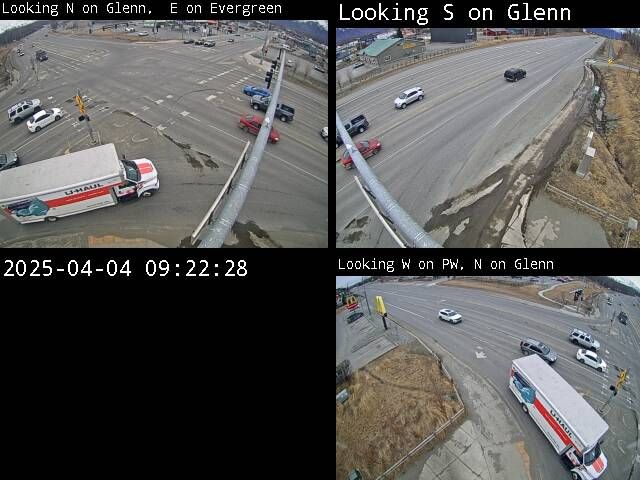 Looking N on Glenn, E on Evergreen
Looking S on Glenn
U-HAUL
2025-04-04 09:22:28
Looking W on PW, N on Glenn
U-HAUL